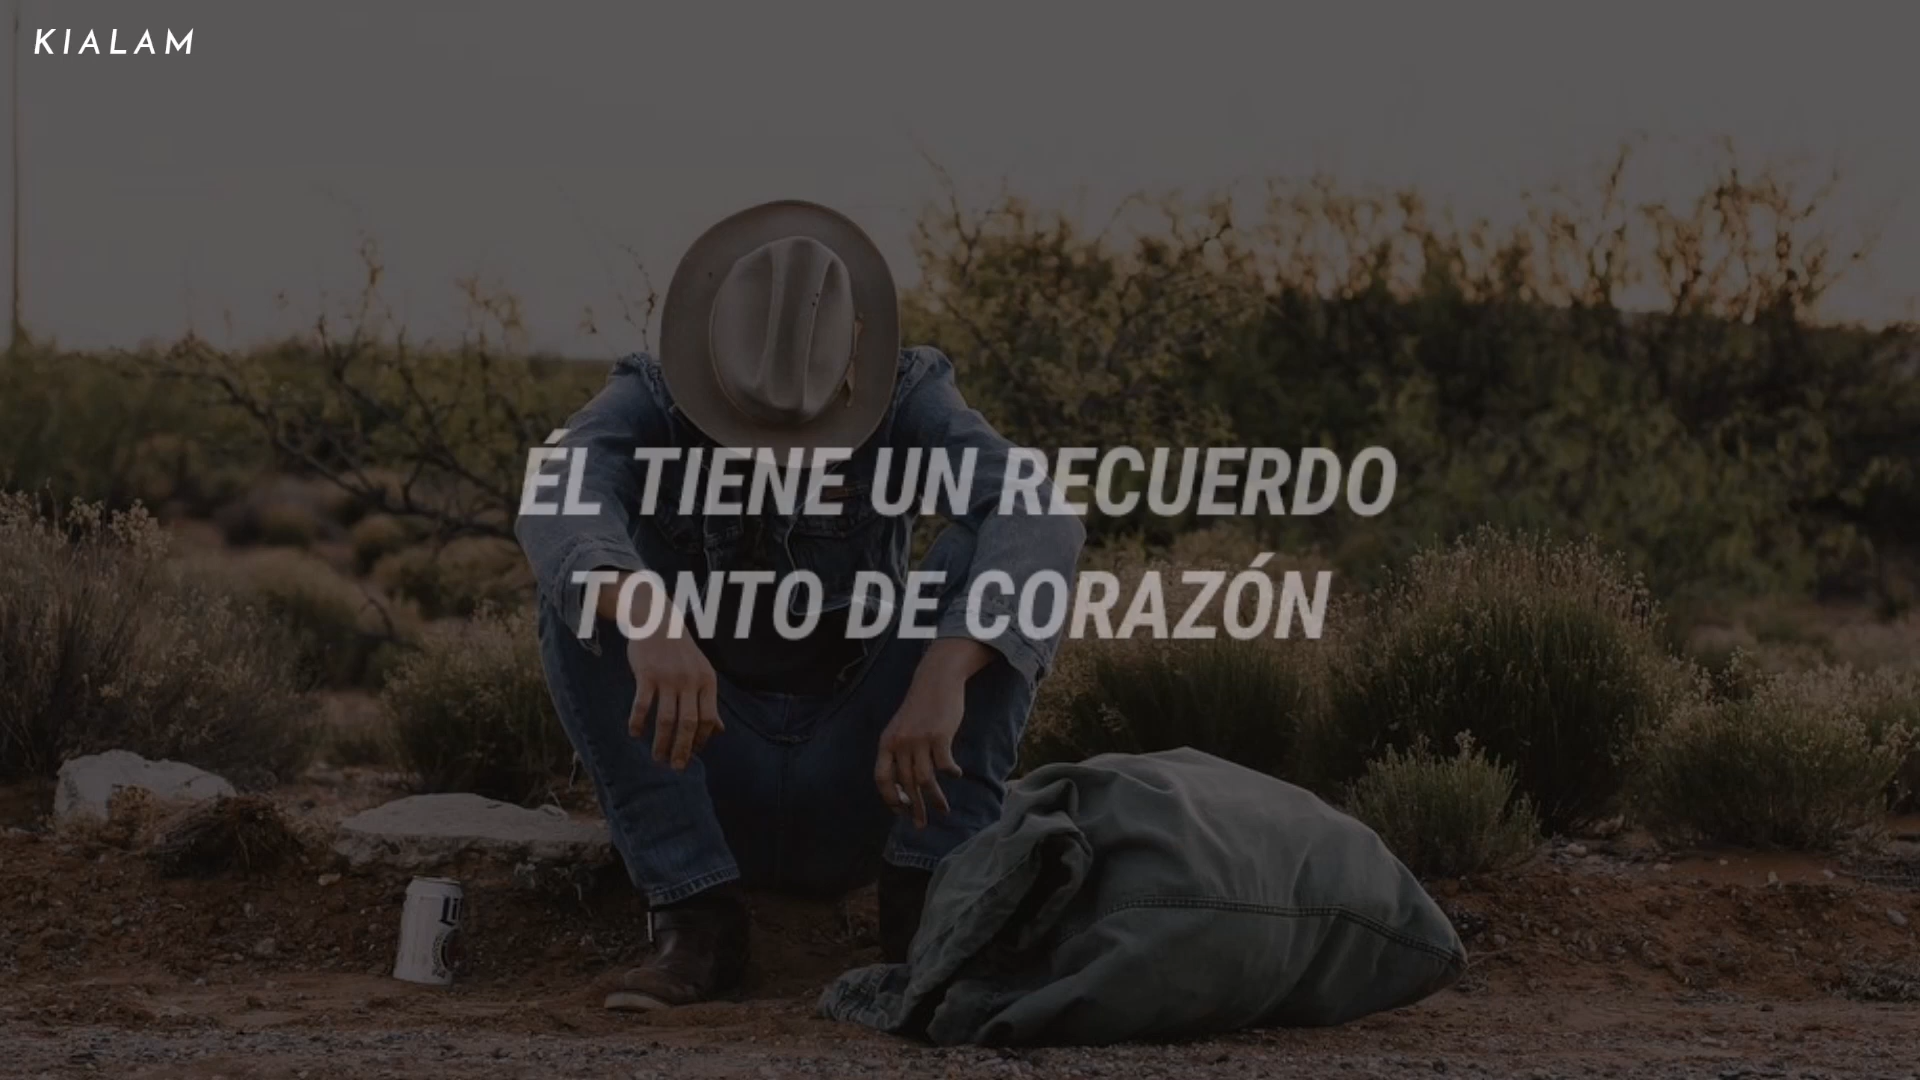 KIALAM
ÉL TIENE UN RECUERDO
TONTO DE CORAZÓN